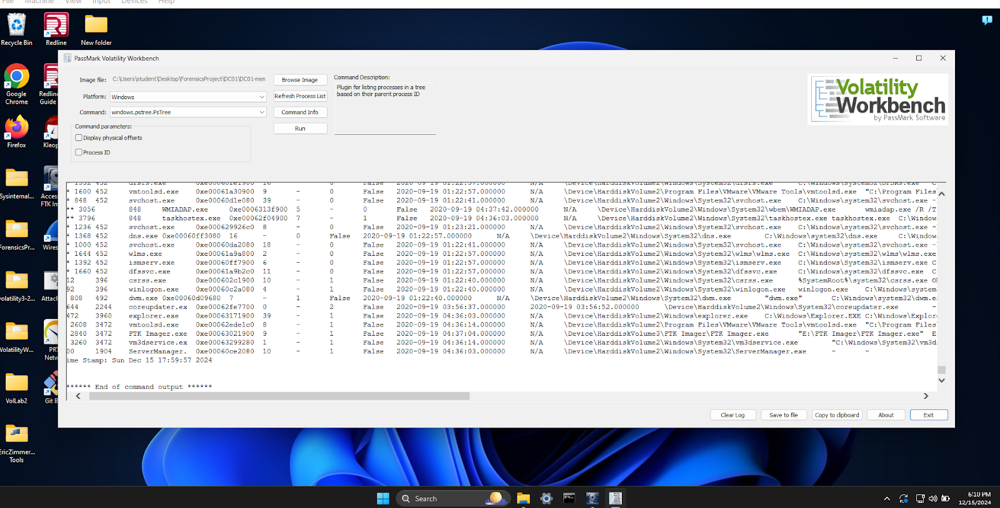 File Machine View Input Devices Help
Recycle Bin
Redline
New folder
Google Chrome
Redline Guide
Firefox
Kleop
Sysinternal...
Access FTK Im
ForensicsPr...
Wires
volatility3-2...
Attach
VolatilityW...
PRT Netw
VolLab2
Git B
EricZimmer... Tools
PassMark Volatility Workbench
Image file: C:\Users\student\Desktop\ForensicsProject\DC01\DC01-mem
Browse Image
Platform: Windows
Refresh Process List
Command: windows.pstree.PsTree
Command Info
Run
Command parameters:
Display physical offsets
Process ID
Command Description:
Plugin for listing processes in a tree
based on their parent process ID
Volatility
Workbench
by PassMark Software
* 1332 452 dfsrs.exe 16 - 0 False 2020-09-19 01:22:57.000000 N/A \Device\HarddiskVolume2\Windows\System32\dfsrs.exe C:\Windows\system32\DFSRs.exe C
* 1600 452 vmtoolsd.exe 0xe00061a30900 9 - 0 False 2020-09-19 01:22:57.000000 N/A \Device\HarddiskVolume2\Program Files\VMware\VMware Tools\vmtoolsd.exe "C:\Program Files
* 848 452 svchost.exe 0xe00060d1e080 39 - 0 False 2020-09-19 01:22:41.000000 N/A \Device\HarddiskVolume2\Windows\System32\svchost.exe C:\Windows\system32\svchost.exe -
** 3056 848 WMIADAP.exe 0xe0006313f900 5 - 0 False 2020-09-19 04:37:42.000000 N/A \Device\HarddiskVolume2\Windows\System32\wbem\WMIADAP.exe wmiadap.exe /R /T
** 3796 848 taskhostex.exe 0xe00062f04900 7 - 1 False 2020-09-19 04:36:03.000000 N/A \Device\HarddiskVolume2\Windows\System32\taskhostex.exe taskhostex.exe C:\Window
* 1236 452 svchost.exe 0xe000629926c0 8 - 0 False 2020-09-19 01:23:21.000000 N/A \Device\HarddiskVolume2\Windows\System32\svchost.exe C:\Windows\system32\svchost.exe -
* 1368 452 dns.exe 0xe00060ff3080 16 - 0 False 2020-09-19 01:22:57.000000 N/A \Device\HarddiskVolume2\Windows\System32\dns.exe C:\Windows\system32\dns.exe C:\Windo
* 1000 452 svchost.exe 0xe00060da2080 18 - 0 False 2020-09-19 01:22:41.000000 N/A \Device\HarddiskVolume2\Windows\System32\svchost.exe C:\Windows\system32\svchost.exe -
* 1644 452 wlms.exe 0xe00061a9a800 2 - 0 False 2020-09-19 01:22:57.000000 N/A \Device\HarddiskVolume2\Windows\System32\wlms\wlms.exe C:\Windows\system32\wlms\wlms.exe
* 1392 452 ismserv.exe 0xe00060ff7900 6 - 0 False 2020-09-19 01:22:57.000000 N/A \Device\HarddiskVolume2\Windows\System32\ismserv.exe C:\Windows\System32\ismserv.exe C
* 1660 452 dfssvc.exe 0xe00061a9b2c0 11 - 0 False 2020-09-19 01:22:57.000000 N/A \Device\HarddiskVolume2\Windows\System32\dfssvc.exe C:\Windows\system32\dfssvc.exe C
12 396 csrss.exe 0xe000602c1900 10 - 1 False 2020-09-19 01:22:40.000000 N/A \Device\HarddiskVolume2\Windows\System32\csrss.exe %SystemRoot%\system32\csrss.exe Ob
92 396 winlogon.exe 0xe00060c2a080 4 - 1 False 2020-09-19 01:22:40.000000 N/A \Device\HarddiskVolume2\Windows\System32\winlogon.exe winlogon.exe C:\Windows\system
808 492 dwm.exe 0xe00060d09680 7 - 1 False 2020-09-19 01:22:40.000000 N/A \Device\HarddiskVolume2\Windows\System32\dwm.exe "dwm.exe" C:\Windows\system32\dwm.e
644 2244 coreupdater.ex 0xe00062fe7700 0 - 2 False 2020-09-19 03:56:37.000000 2020-09-19 03:56:52.000000 \Device\HarddiskVolume2\Windows\System32\coreupdater.exe -
472 3960 explorer.exe 0xe00063171900 39 - 1 False 2020-09-19 04:36:03.000000 N/A \Device\HarddiskVolume2\Windows\explorer.exe C:\Windows\Explorer.EXE C:\Windows\Explor
2608 3472 vmtoolsd.exe 0xe00062ede1c0 8 - 1 False 2020-09-19 04:36:14.000000 N/A \Device\HarddiskVolume2\Program Files\VMware\VMware Tools\vmtoolsd.exe "C:\Program Files
2840 3472 FTK Imager.exe 0xe00063021900 9 - 1 False 2020-09-19 04:37:04.000000 N/A \Device\HarddiskVolume3\FTK Imager\FTK Imager.exe "E:\FTK Imager\FTK Imager.exe" E
3260 3472 vm3dservice.ex 0xe00063299280 1 - 1 False 2020-09-19 04:36:14.000000 N/A \Device\HarddiskVolume2\Windows\System32\vm3dservice.exe "C:\Windows\System32\vm3ds
00 1904 ServerManager. 0xe00060ce2080 10 - 1 False 2020-09-19 04:36:03.000000 N/A \Device\HarddiskVolume2\Windows\System32\ServerManager.exe - -
ime Stamp: Sun Dec 15 17:59:57 2024
****** End of command output ******
Clear Log
Save to file
Copy to clipboard
About
Exit
Search
6:10 PM
12/15/2024